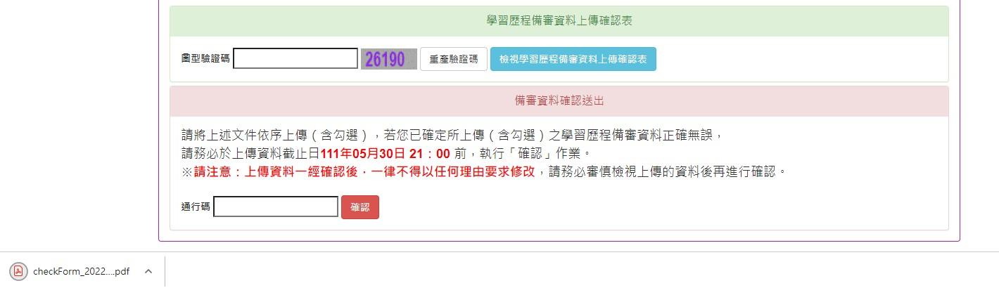 學習歷程備審資料上傳確認表
圖型驗證碼 26190 重產驗證碼 檢視學習歷程備審資料上傳確認表
備審資料確認送出
請將上述文件依序上傳（含勾選），若您已確定所上傳（含勾選）之學習歷程備審資料正確無誤，
請務必於上傳資料截止日111年05月30日 21：00 前，執行「確認」作業。
※請注意：上傳資料一經確認後，一律不得以任何理由要求修改，請務必審慎檢視上傳的資料後再進行確認。
通行碼 確認
checkForm_2022....pdf